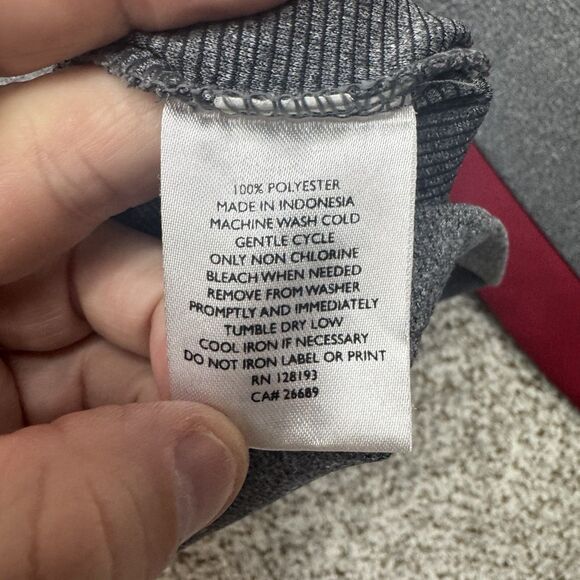 100% POLYESTER
MADE IN INDONESIA
MACHINE WASH COLD
GENTLE CYCLE
ONLY NON CHLORINE
BLEACH WHEN NEEDED
REMOVE FROM WASHER
PROMPTLY AND IMMEDIATELY
TUMBLE DRY LOW
COOL IRON IF NECESSARY
DO NOT IRON LABEL OR PRINT
RN 128193
CA# 26689